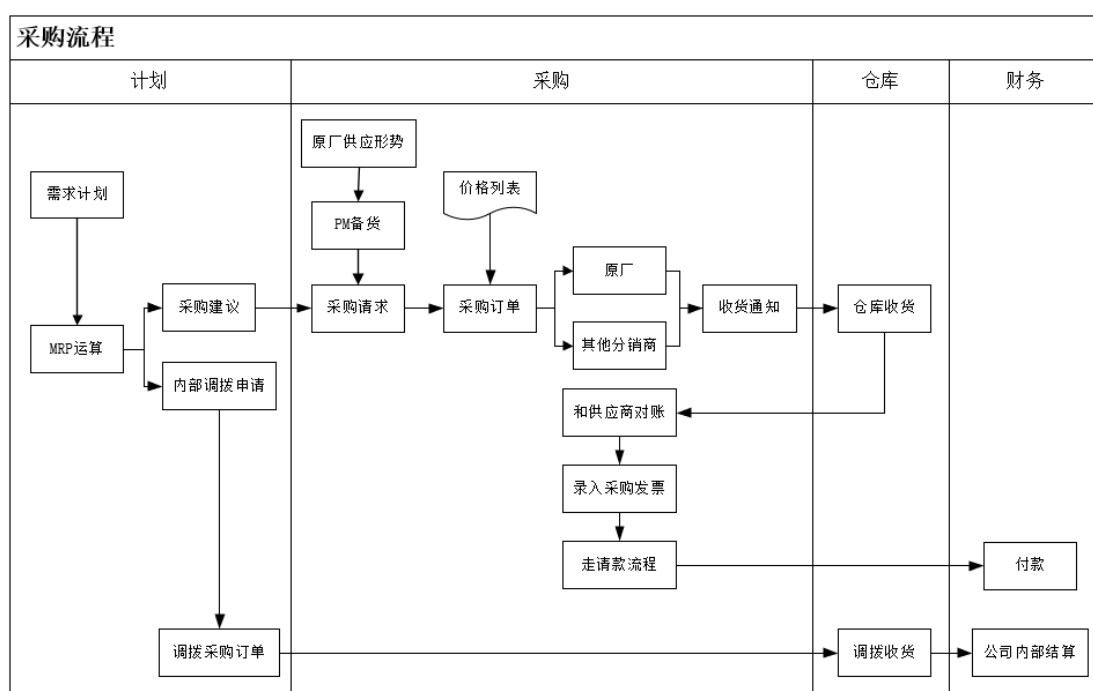 采购流程
计划
采购
仓库
财务
原厂供应形势
需求计划
价格列表
PM备货
原厂
采购建议
采购请求
采购订单
收货通知
仓库收货
MRP运算
其他分销商
内部调拨申请
和供应商对账
录入采购发票
走请款流程
付款
调拨采购订单
调拨收货
公司内部结算